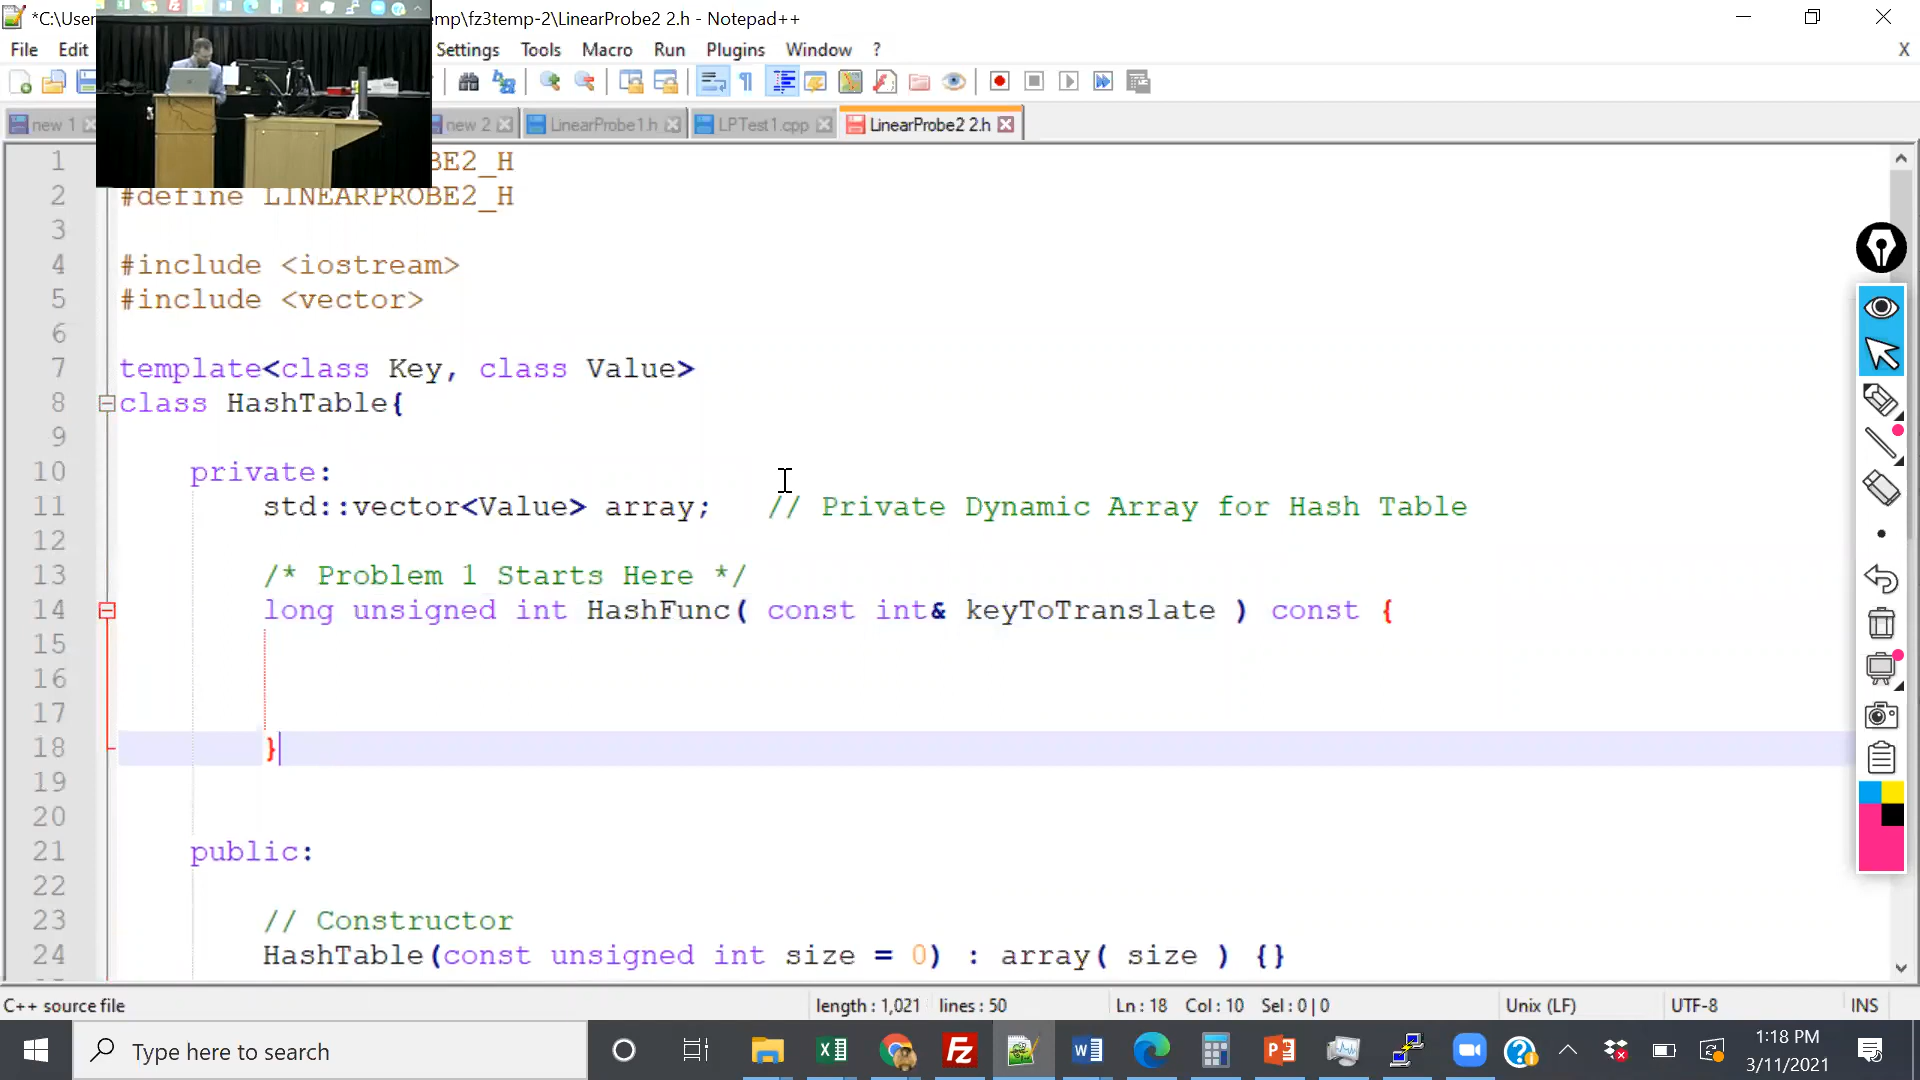 *C:\User
emp\fz3temp-2\LinearProbe2 2.h - Notepad++
File Edit Settings Tools Macro Run Plugins Window ? X
new 1 new 2 LinearProbe1.h LPTest1.cpp LinearProbe2 2.h
1 BE2_H
2 #define LINEARPROBE2_H
3
4 #include <iostream>
5 #include <vector>
6
7 template<class Key, class Value>
8 class HashTable{
9
10 private:
11 std::vector<Value> array; // Private Dynamic Array for Hash Table
12
13 /* Problem 1 Starts Here */
14 long unsigned int HashFunc( const int& keyToTranslate ) const {
15
16
17
18 }
19
20
21 public:
22
23 // Constructor
24 HashTable(const unsigned int size = 0) : array( size ) {}
C++ source file length : 1,021 lines : 50 Ln : 18 Col : 10 Sel : 0 | 0 Unix (LF) UTF-8 INS
Type here to search
1:18 PM
3/11/2021